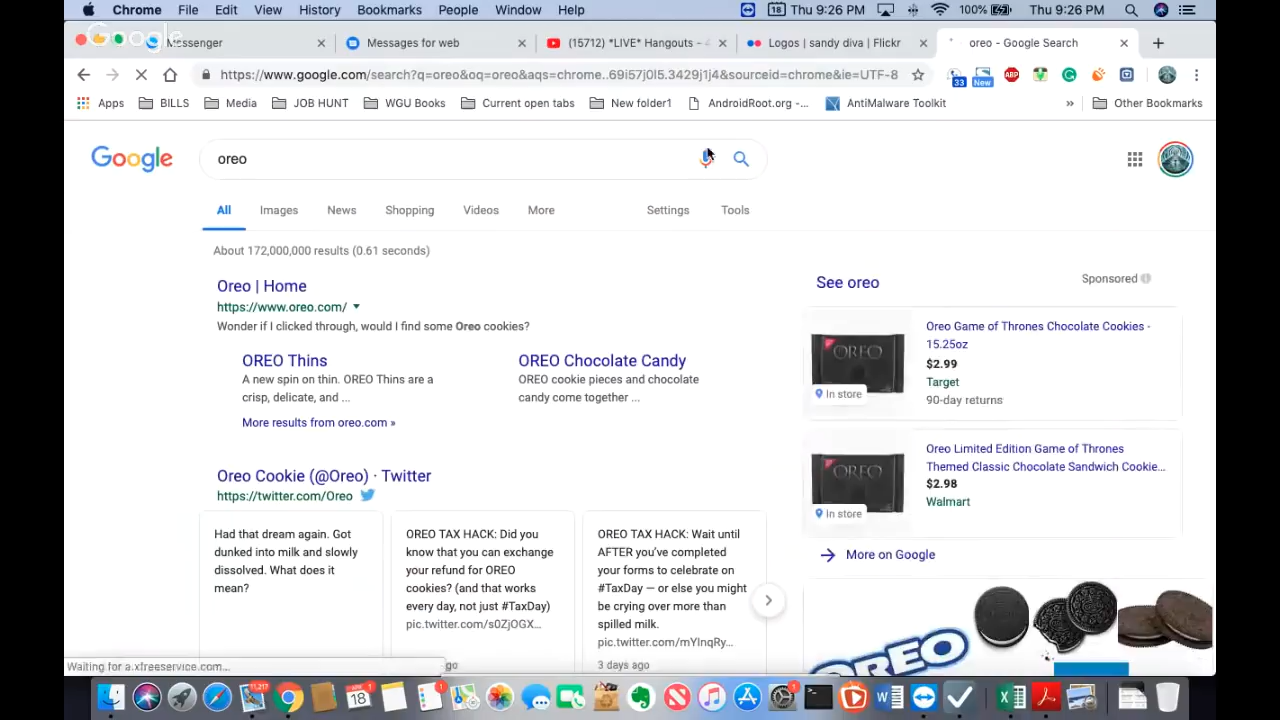 Chrome File Edit View History Bookmarks People Window Help 18 Thu 9:26 PM 100% Thu 9:26 PM
Google
Messenger Messages for web (15712) *LIVE* Hangouts - Logos | sandy diva | Flickr oreo - Google Search
https://www.google.com/search?q=oreo&oq=oreo&aqs=chrome..69i57j0l5.3429j1j4&sourceid=chrome&ie=UTF-8 33 New ABP
Apps BILLS Media JOB HUNT WGU Books Current open tabs New folder1 AndroidRoot.org -... AntiMalware Toolkit » Other Bookmarks
Google oreo
All Images News Shopping Videos More Settings Tools
About 172,000,000 results (0.61 seconds)
Oreo | Home
https://www.oreo.com/
Wonder if I clicked through, would I find some Oreo cookies?
OREO Thins
A new spin on thin. OREO Thins are a
crisp, delicate, and ...
OREO Chocolate Candy
OREO cookie pieces and chocolate
candy come together ...
More results from oreo.com »
Oreo Cookie (@Oreo) · Twitter
https://twitter.com/Oreo
Had that dream again. Got
dunked into milk and slowly
dissolved. What does it
mean?
OREO TAX HACK: Did you
know that you can exchange
your refund for OREO
cookies? (and that works
every day, not just #TaxDay)
pic.twitter.com/s0ZjOGX...
go
OREO TAX HACK: Wait until
AFTER you've completed
your forms to celebrate on
#TaxDay — or else you might
be crying over more than
spilled milk.
pic.twitter.com/mYInqRy...
3 days ago
See oreo
Sponsored
OREO
In store
Oreo Game of Thrones Chocolate Cookies -
15.25oz
$2.99
Target
90-day returns
OREO
In store
Oreo Limited Edition Game of Thrones
Themed Classic Chocolate Sandwich Cookie...
$2.98
Walmart
More on Google
OREO
Waiting for a.xfreeservice.com...
11,217 18 1 1